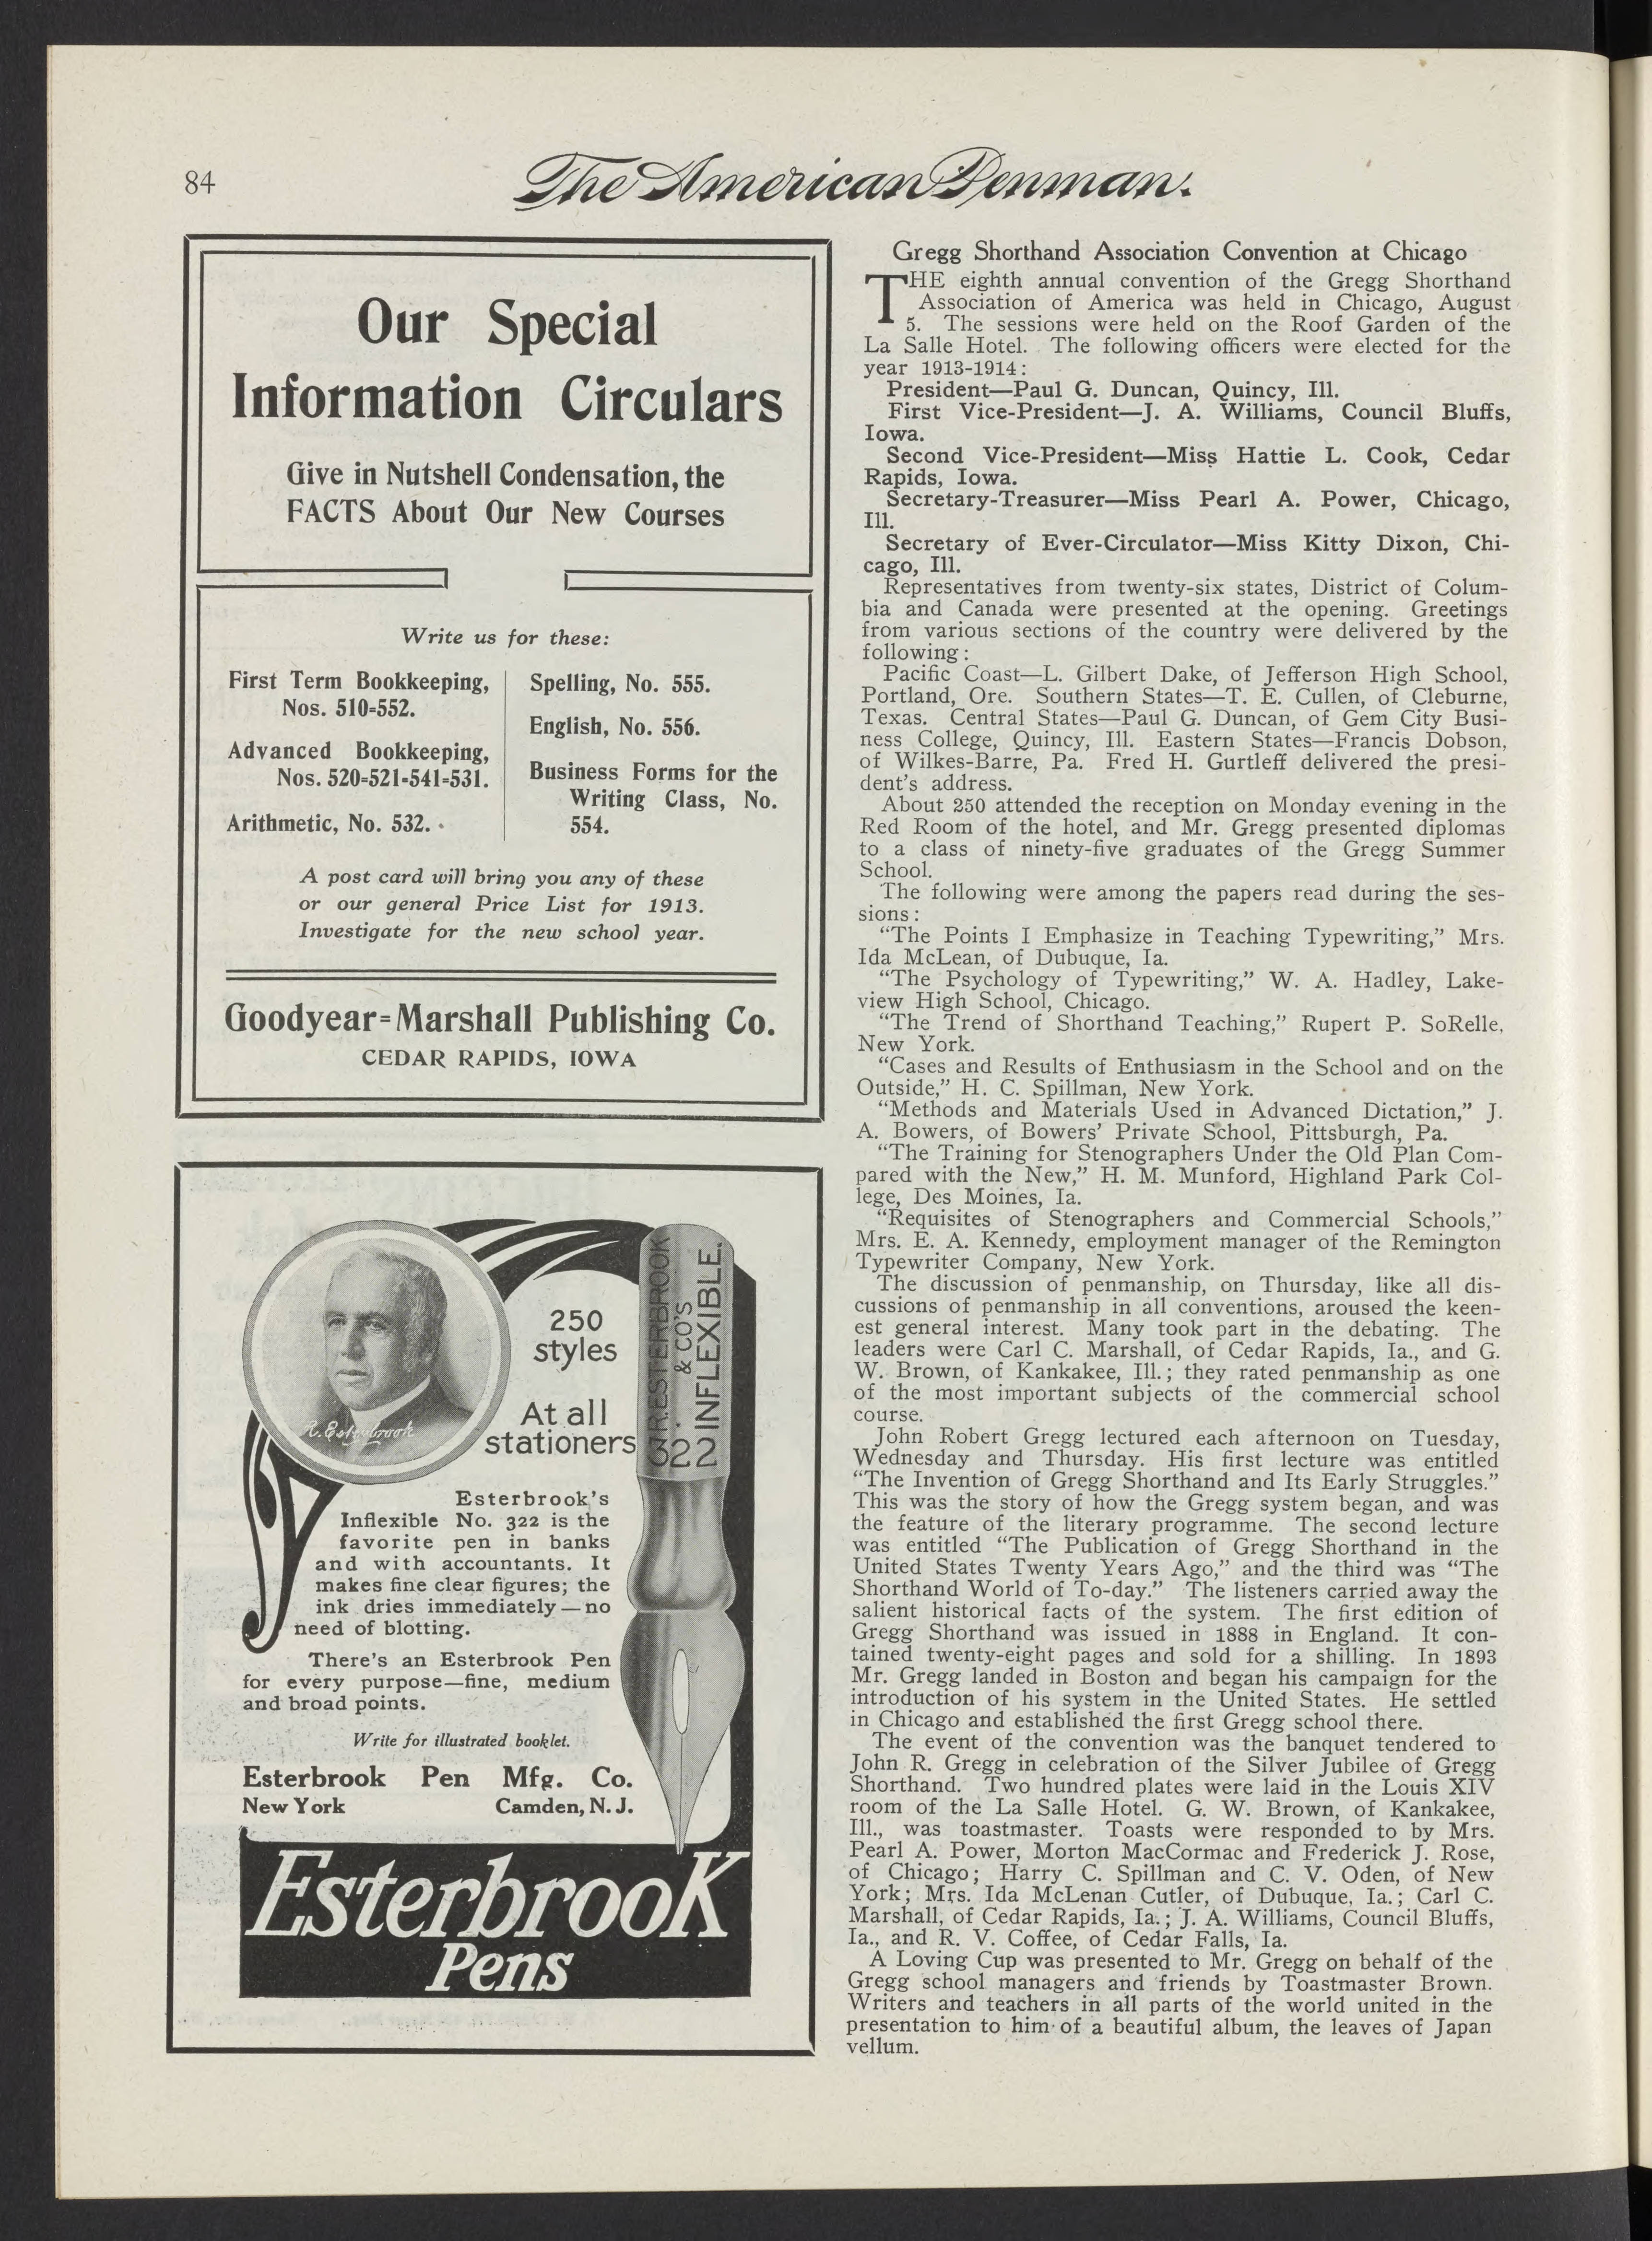 84
The American Penman.
Our Special
Information Circulars
Give in Nutshell Condensation, the
FACTS About Our New Courses
Write us for these:
First Term Bookkeeping,
Nos. 510=552.
Advanced Bookkeeping,
Nos. 520=521=541=531.
Arithmetic, No. 532.
Spelling, No. 555.
English, No. 556.
Business Forms for the
Writing Class, No.
554.
A post card will bring you any of these
or our general Price List for 1913.
Investigate for the new school year.
Goodyear=Marshall Publishing Co.
CEDAR RAPIDS, IOWA
R. Esterbrook
250
styles
At all
stationers
R. ESTERBROOK
& CO'S
322 INFLEXIBLE.
Esterbrook's
Inflexible No. 322 is the
favorite pen in banks
and with accountants. It
makes fine clear figures; the
ink dries immediately—no
need of blotting.
There's an Esterbrook Pen
for every purpose—fine, medium
and broad points.
Write for illustrated booklet.
Esterbrook Pen Mfg. Co.
New York Camden, N. J.
Esterbrook
Pens
Gregg Shorthand Association Convention at Chicago
THE eighth annual convention of the Gregg Shorthand
Association of America was held in Chicago, August
5. The sessions were held on the Roof Garden of the
La Salle Hotel. The following officers were elected for the
year 1913-1914:
President—Paul G. Duncan, Quincy, Ill.
First Vice-President—J. A. Williams, Council Bluffs,
Iowa.
Second Vice-President—Miss Hattie L. Cook, Cedar
Rapids, Iowa.
Secretary-Treasurer—Miss Pearl A. Power, Chicago,
Ill.
Secretary of Ever-Circulator—Miss Kitty Dixon, Chi-
cago, Ill.
Representatives from twenty-six states, District of Colum-
bia and Canada were presented at the opening. Greetings
from various sections of the country were delivered by the
following:
Pacific Coast—L. Gilbert Dake, of Jefferson High School,
Portland, Ore. Southern States—T. E. Cullen, of Cleburne,
Texas. Central States—Paul G. Duncan, of Gem City Busi-
ness College, Quincy, Ill. Eastern States—Francis Dobson,
of Wilkes-Barre, Pa. Fred H. Gurtleff delivered the presi-
dent's address.
About 250 attended the reception on Monday evening in the
Red Room of the hotel, and Mr. Gregg presented diplomas
to a class of ninety-five graduates of the Gregg Summer
School.
The following were among the papers read during the ses-
sions:
"The Points I Emphasize in Teaching Typewriting," Mrs.
Ida McLean, of Dubuque, Ia.
"The Psychology of Typewriting," W. A. Hadley, Lake-
view High School, Chicago.
"The Trend of Shorthand Teaching," Rupert P. SoRelle,
New York.
"Cases and Results of Enthusiasm in the School and on the
Outside," H. C. Spillman, New York.
"Methods and Materials Used in Advanced Dictation," J.
A. Bowers, of Bowers' Private School, Pittsburgh, Pa.
"The Training for Stenographers Under the Old Plan Com-
pared with the New," H. M. Munford, Highland Park Col-
lege, Des Moines, Ia.
"Requisites of Stenographers and Commercial Schools,"
Mrs. E. A. Kennedy, employment manager of the Remington
Typewriter Company, New York.
The discussion of penmanship, on Thursday, like all dis-
cussions of penmanship in all conventions, aroused the keen-
est general interest. Many took part in the debating. The
leaders were Carl C. Marshall, of Cedar Rapids, Ia., and G.
W. Brown, of Kankakee, Ill.; they rated penmanship as one
of the most important subjects of the commercial school
course.
John Robert Gregg lectured each afternoon on Tuesday,
Wednesday and Thursday. His first lecture was entitled
"The Invention of Gregg Shorthand and Its Early Struggles."
This was the story of how the Gregg system began, and was
the feature of the literary programme. The second lecture
was entitled "The Publication of Gregg Shorthand in the
United States Twenty Years Ago," and the third was "The
Shorthand World of To-day." The listeners carried away the
salient historical facts of the system. The first edition of
Gregg Shorthand was issued in 1888 in England. It con-
tained twenty-eight pages and sold for a shilling. In 1893
Mr. Gregg landed in Boston and began his campaign for the
introduction of his system in the United States. He settled
in Chicago and established the first Gregg school there.
The event of the convention was the banquet tendered to
John R. Gregg in celebration of the Silver Jubilee of Gregg
Shorthand. Two hundred plates were laid in the Louis XIV
room of the La Salle Hotel. G. W. Brown, of Kankakee,
Ill., was toastmaster. Toasts were responded to by Mrs.
Pearl A. Power, Morton MacCormac and Frederick J. Rose,
of Chicago; Harry C. Spillman and C. V. Oden, of New
York; Mrs. Ida McLenan Cutler, of Dubuque, Ia.; Carl C.
Marshall, of Cedar Rapids, Ia.; J. A. Williams, Council Bluffs,
Ia., and R. V. Coffee, of Cedar Falls, Ia.
A Loving Cup was presented to Mr. Gregg on behalf of the
Gregg school managers and friends by Toastmaster Brown.
Writers and teachers in all parts of the world united in the
presentation to him of a beautiful album, the leaves of Japan
vellum.